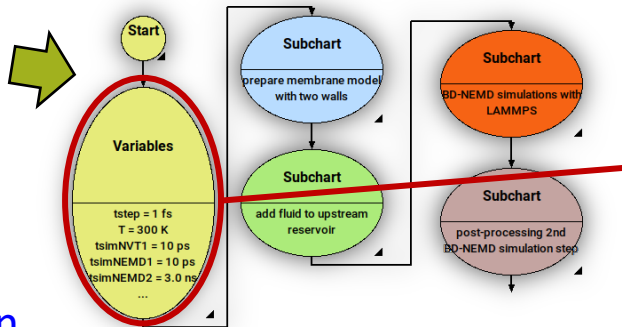 Start
Variables
tstep = 1 fs
T = 300 K
tsimNVT1 = 10 ps
tsimNEMD1 = 10 ps
tsimNEMD2 = 3.0 ns
...
Subchart
prepare membrane model
with two walls
Subchart
add fluid to upstream
reservoir
Subchart
BD-NEMD simulations with
LAMMPS
Subchart
post-processing 2nd
BD-NEMD simulation step